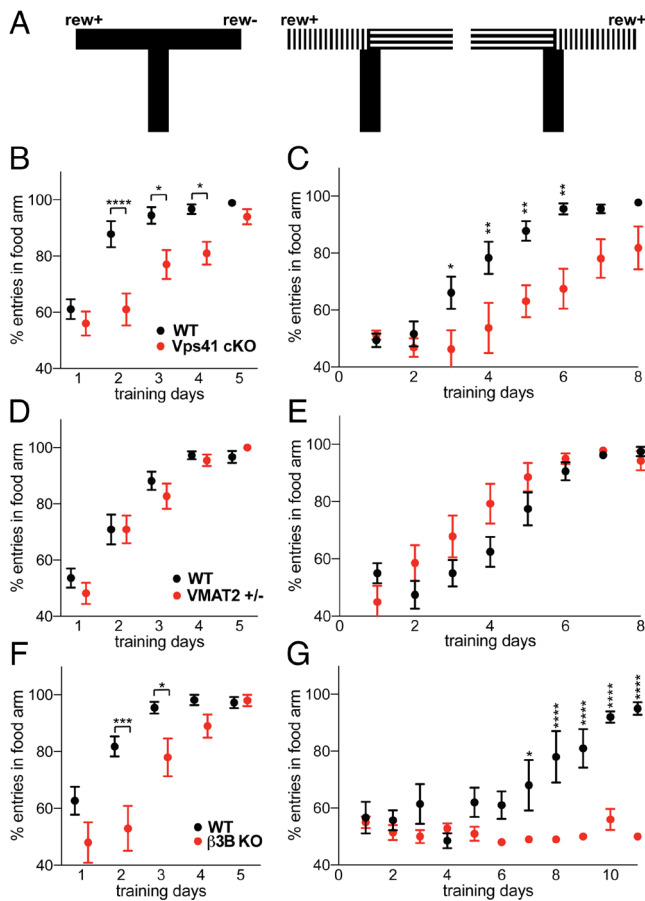 A
rew+ rew- rew+ rew+
B
% entries in food arm
100
80
60
40
**** * *
WT
Vps41 cKO
1 2 3 4 5
training days
C
% entries in food arm
100
80
60
40
* ** ** **
0 2 4 6 8
training days
D
% entries in food arm
100
80
60
40
WT
VMAT2 +/-
1 2 3 4 5
training days
E
% entries in food arm
100
80
60
40
0 2 4 6 8
training days
F
% entries in food arm
100
80
60
40
*** *
WT
β3B KO
1 2 3 4 5
training days
G
% entries in food arm
100
80
60
40
* **** **** **** ****
0 2 4 6 8 10
training days